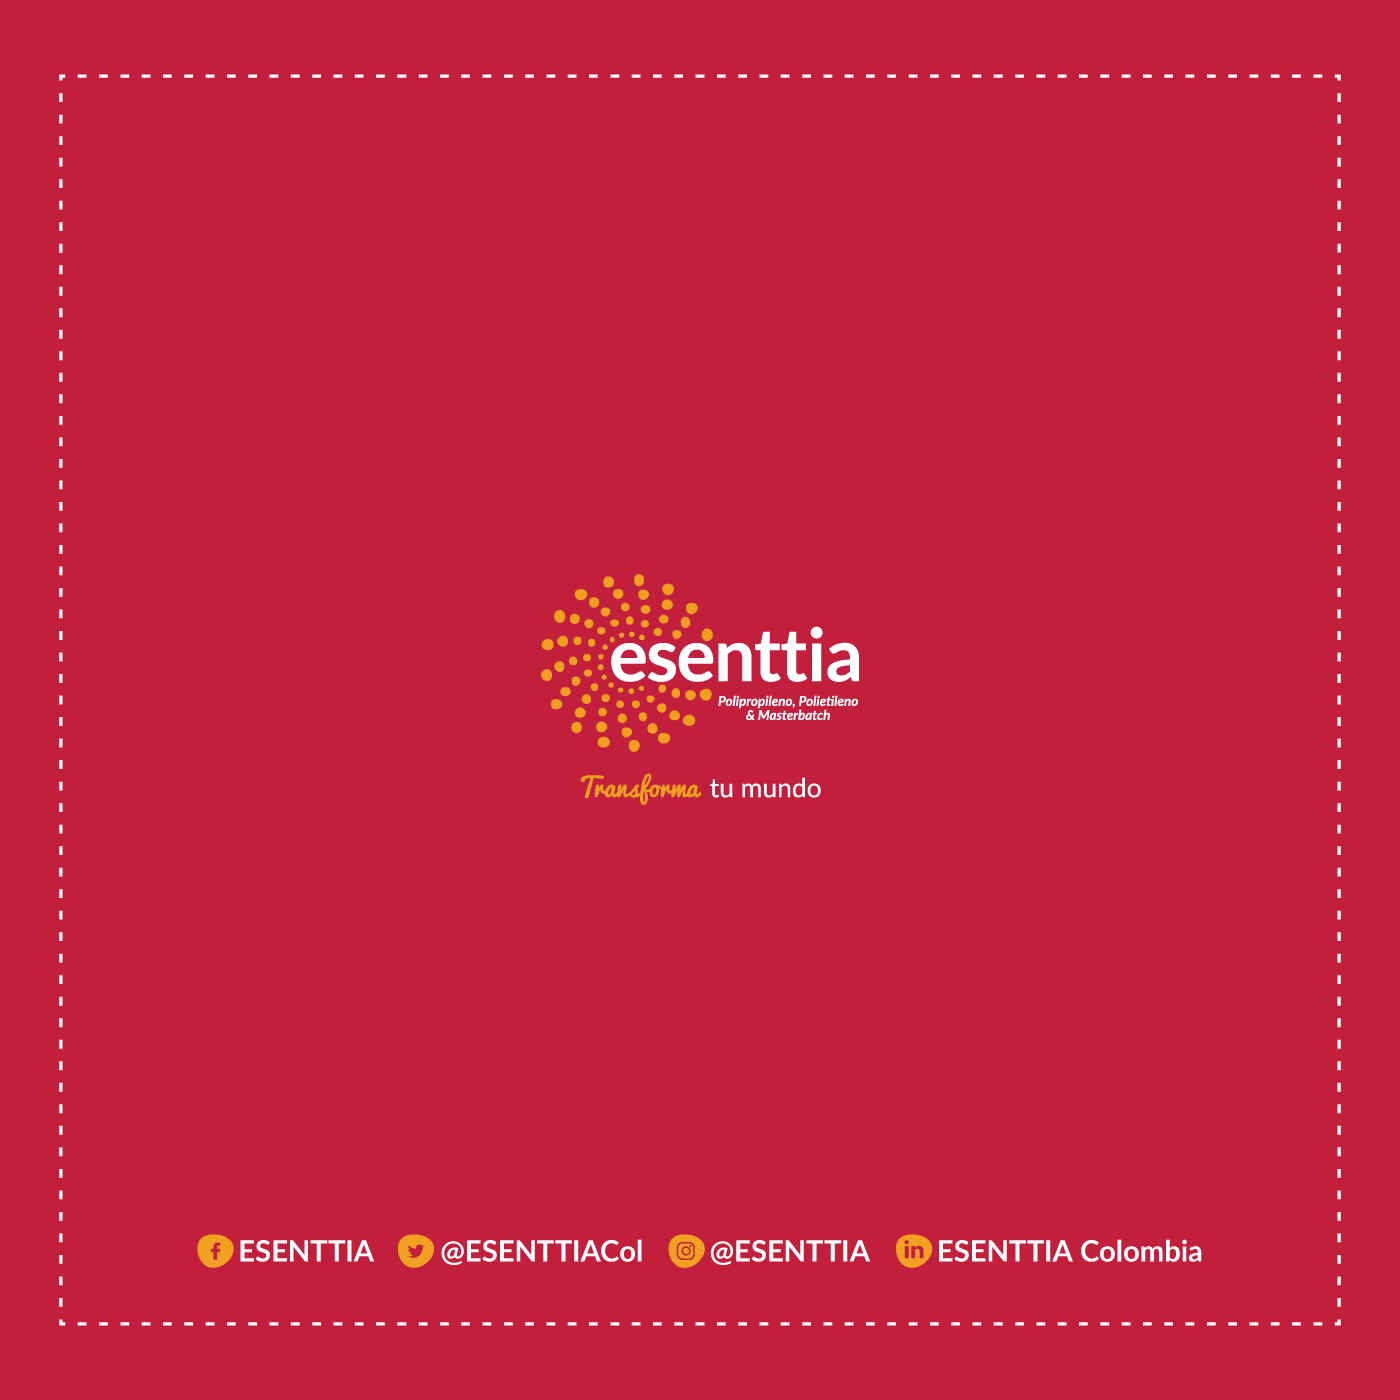 esenttia
Polipropileno, Polietileno
& Masterbatch
Transforma tu mundo
ESENTTIA @ESENTTIACol @ESENTTIA ESENTTIA Colombia